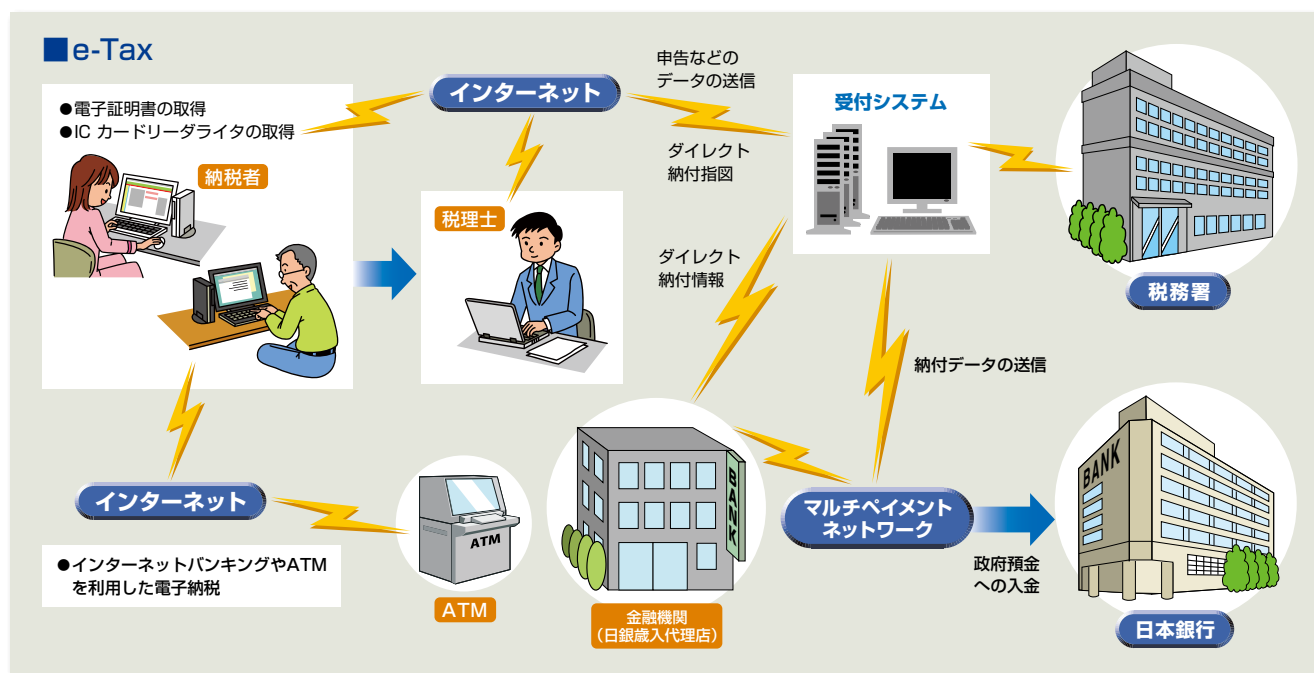 ■e-Tax
●電子証明書の取得
●IC カードリーダライタの取得
納税者
インターネット
税理士
申告などの
データの送信
ダイレクト
納付指図
受付システム
税務署
ダイレクト
納付情報
納付データの送信
インターネット
●インターネットバンキングやATM
を利用した電子納税
ATM
ATM
BANK
金融機関
（日銀歳入代理店）
マルチペイメント
ネットワーク
政府預金
への入金
BANK
日本銀行